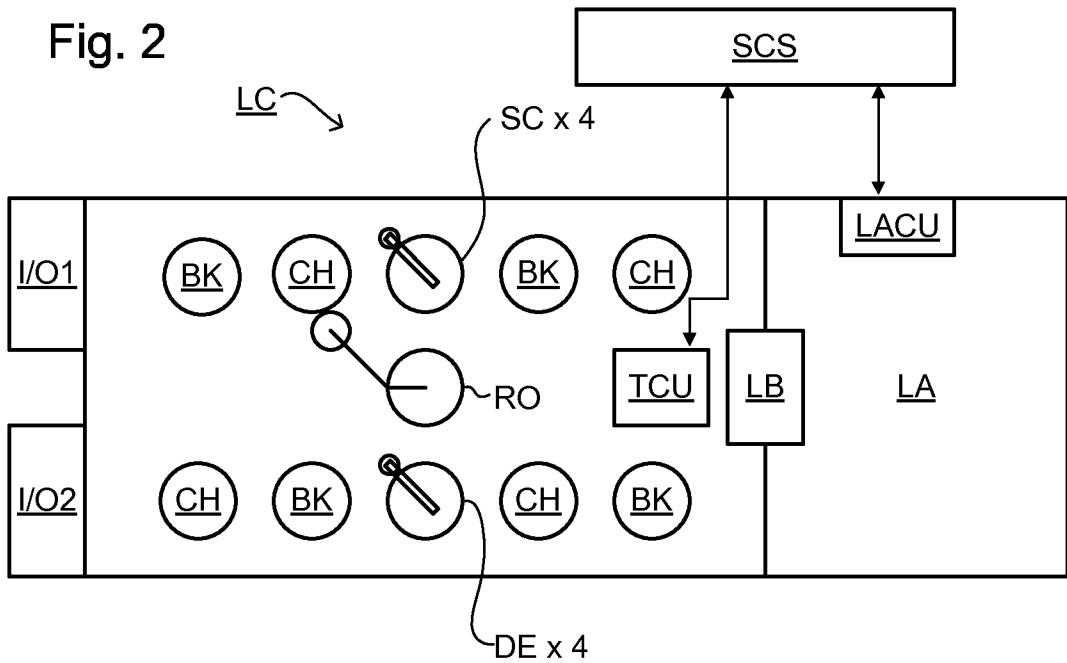 Fig. 2
SCS
LC
SC x 4
I/O1
BK
CH
BK
CH
LACU
RO
TCU
LB
LA
I/O2
CH
BK
CH
BK
DE x 4